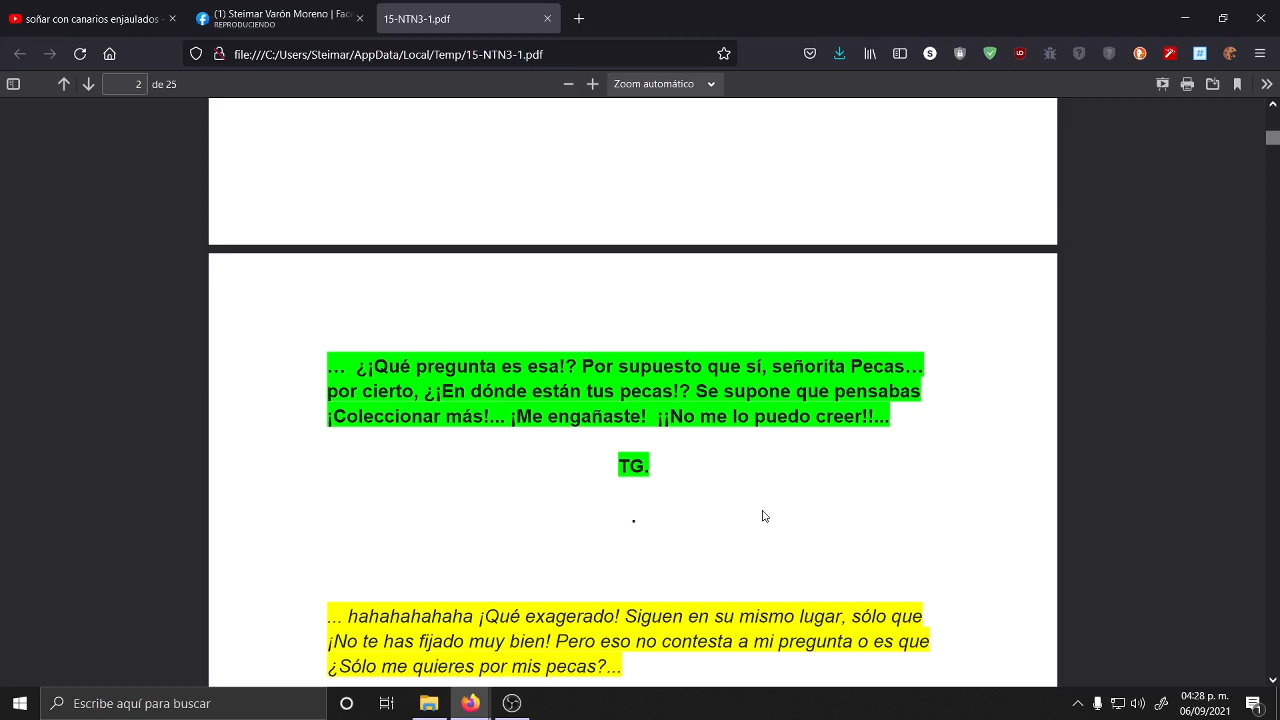 soñar con canarios enjaulados -
(1) Steimar Varón Moreno | Face
REPRODUCIENDO
15-NTN3-1.pdf
file:///C:/Users/Steimar/AppData/Local/Temp/15-NTN3-1.pdf
2 de 25
Zoom automático
… ¿¡Qué pregunta es esa!? Por supuesto que sí, señorita Pecas…
por cierto, ¿¡En dónde están tus pecas!? Se supone que pensabas
¡Coleccionar más!... ¡Me engañaste! ¡¡No me lo puedo creer!!...
TG.
.
... hahahahahaha ¡Qué exagerado! Siguen en su mismo lugar, sólo que
¡No te has fijado muy bien! Pero eso no contesta a mi pregunta o es que
¿Sólo me quieres por mis pecas?...
Escribe aquí para buscar
04:28 p. m.
06/09/2021